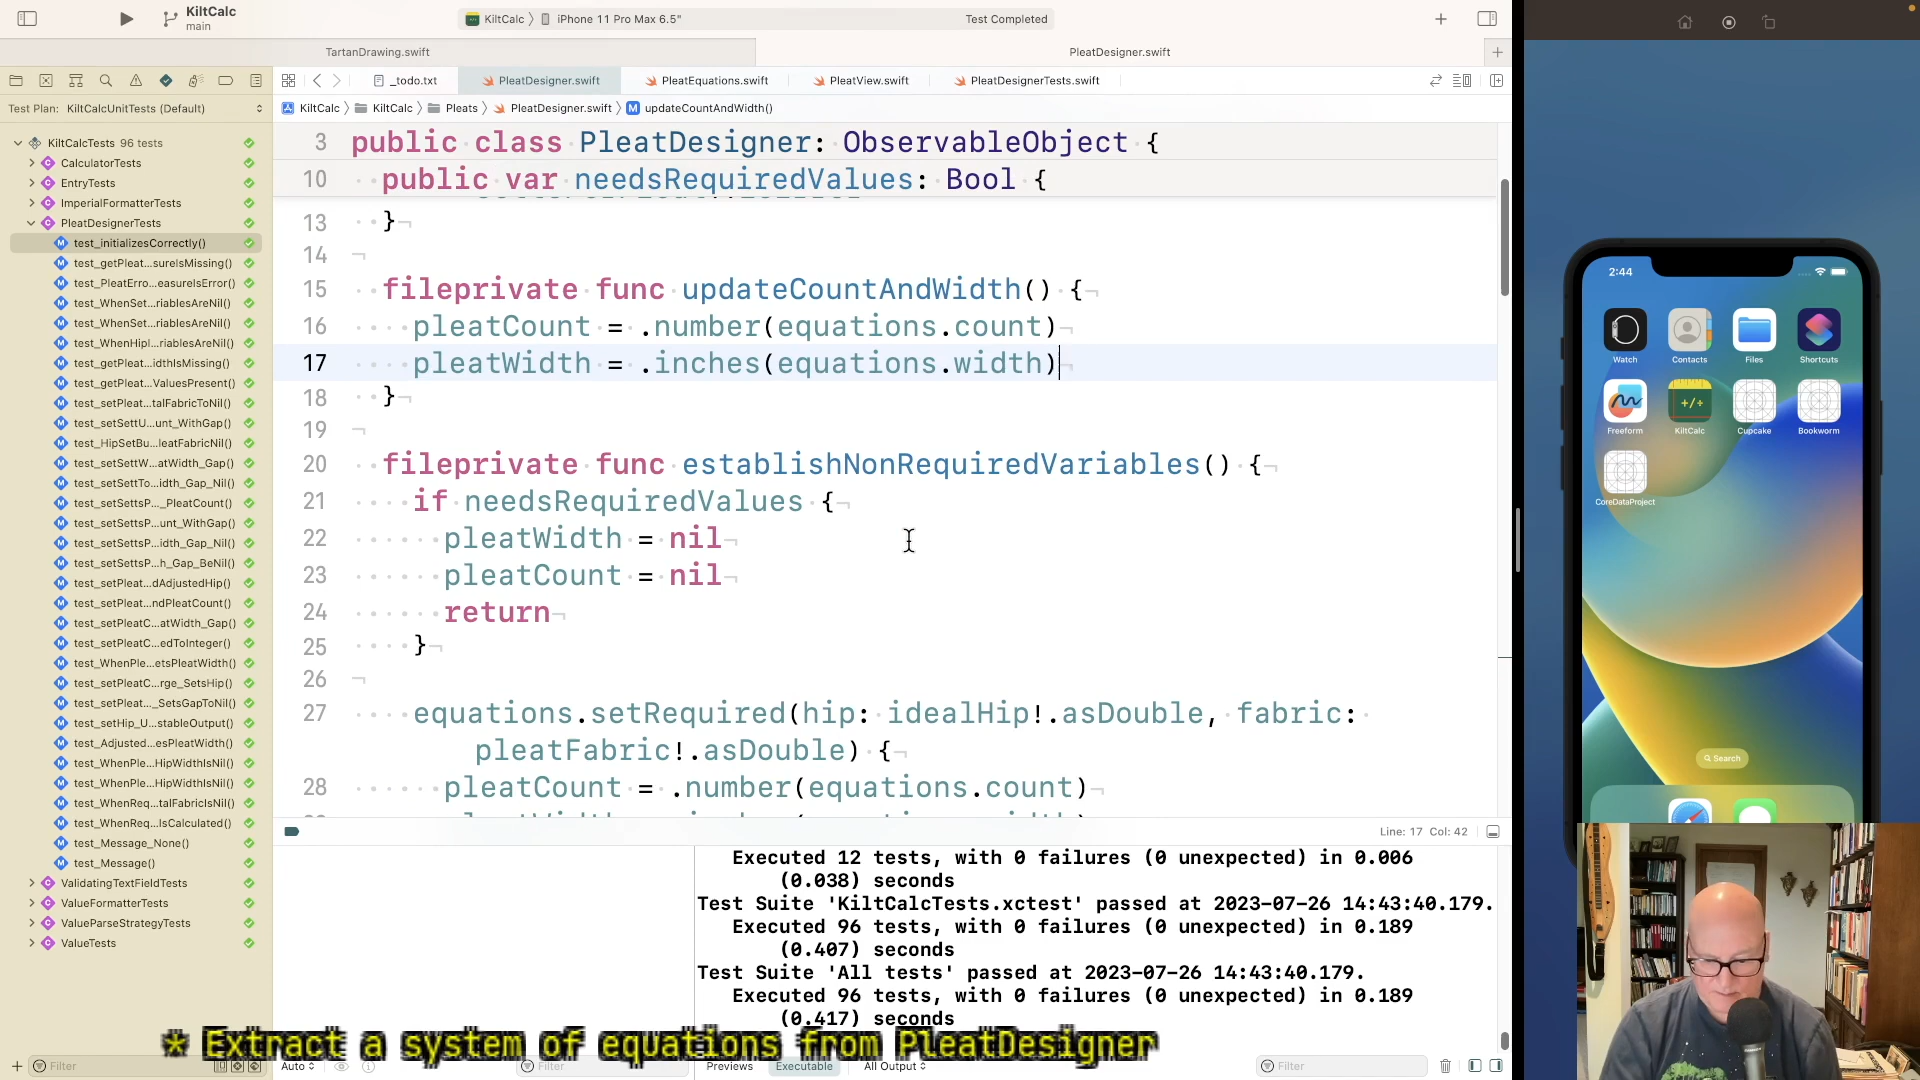 KiltCalc
main
KiltCalc
iPhone 11 Pro Max 6.5"
Test Completed
TartanDrawing.swift
PleatDesigner.swift
_todo.txt
PleatDesigner.swift
PleatEquations.swift
PleatView.swift
PleatDesignerTests.swift
Test Plan: KiltCalcUnitTests (Default)
KiltCalc
KiltCalc
Pleats
PleatDesigner.swift
updateCountAndWidth()
KiltCalcTests 96 tests
CalculatorTests
EntryTests
ImperialFormatterTests
PleatDesignerTests
test_initializesCorrectly()
test_getPleat...sureIsMissing()
test_PleatErro...easureIsError()
test_WhenSet...riablesAreNil()
test_WhenSet...riablesAreNil()
test_WhenHipI...riablesAreNil()
test_getPleat...idthIsMissing()
test_getPleat...ValuesPresent()
test_setPleat...talFabricToNil()
test_setSettU...unt_WithGap()
test_HipSetBu...leatFabricNil()
test_setSettW...atWidth_Gap()
test_setSettTo...idth_Gap_Nil()
test_setSettsP..._PleatCount()
test_setSettsP...unt_WithGap()
test_setSettsP...idth_Gap_Nil()
test_setSettsP...h_Gap_BeNil()
test_setPleat...dAdjustedHip()
test_setPleat...ndPleatCount()
test_setPleatC...atWidth_Gap()
test_setPleatC...edToInteger()
test_WhenPle...etsPleatWidth()
test_setPleatC...rge_SetsHip()
test_setPleat..._SetsGapToNil()
test_setHip_U...stableOutput()
test_Adjusted...esPleatWidth()
test_WhenPle...HipWidthIsNil()
test_WhenPle...HipWidthIsNil()
test_WhenReq...talFabricIsNil()
test_WhenReq...IsCalculated()
test_Message_None()
test_Message()
ValidatingTextFieldTests
ValueFormatterTests
ValueParseStrategyTests
ValueTests
Filter
3 public class PleatDesigner: ObservableObject {
10 public var needsRequiredValues: Bool {
13 }
14
15 fileprivate func updateCountAndWidth() {
16 pleatCount = .number(equations.count)
17 pleatWidth = .inches(equations.width)
18 }
19
20 fileprivate func establishNonRequiredVariables() {
21 if needsRequiredValues {
22 pleatWidth = nil
23 pleatCount = nil
24 return
25 }
26
27 equations.setRequired(hip: idealHip!.asDouble, fabric:
pleatFabric!.asDouble) {
28 pleatCount = .number(equations.count)
Line: 17 Col: 42
Executed 12 tests, with 0 failures (0 unexpected) in 0.006
(0.038) seconds
Test Suite 'KiltCalcTests.xctest' passed at 2023-07-26 14:43:40.179.
Executed 96 tests, with 0 failures (0 unexpected) in 0.189
(0.407) seconds
Test Suite 'All tests' passed at 2023-07-26 14:43:40.179.
Executed 96 tests, with 0 failures (0 unexpected) in 0.189
(0.417) seconds
* Extract a system of equations from PleatDesigner
Auto
Filter
Previews
Executable
All Output
Filter
2:44
Watch
Contacts
Files
Shortcuts
+/÷
Freeform
KiltCalc
Cupcake
Bookworm
CoreDataProject
Search